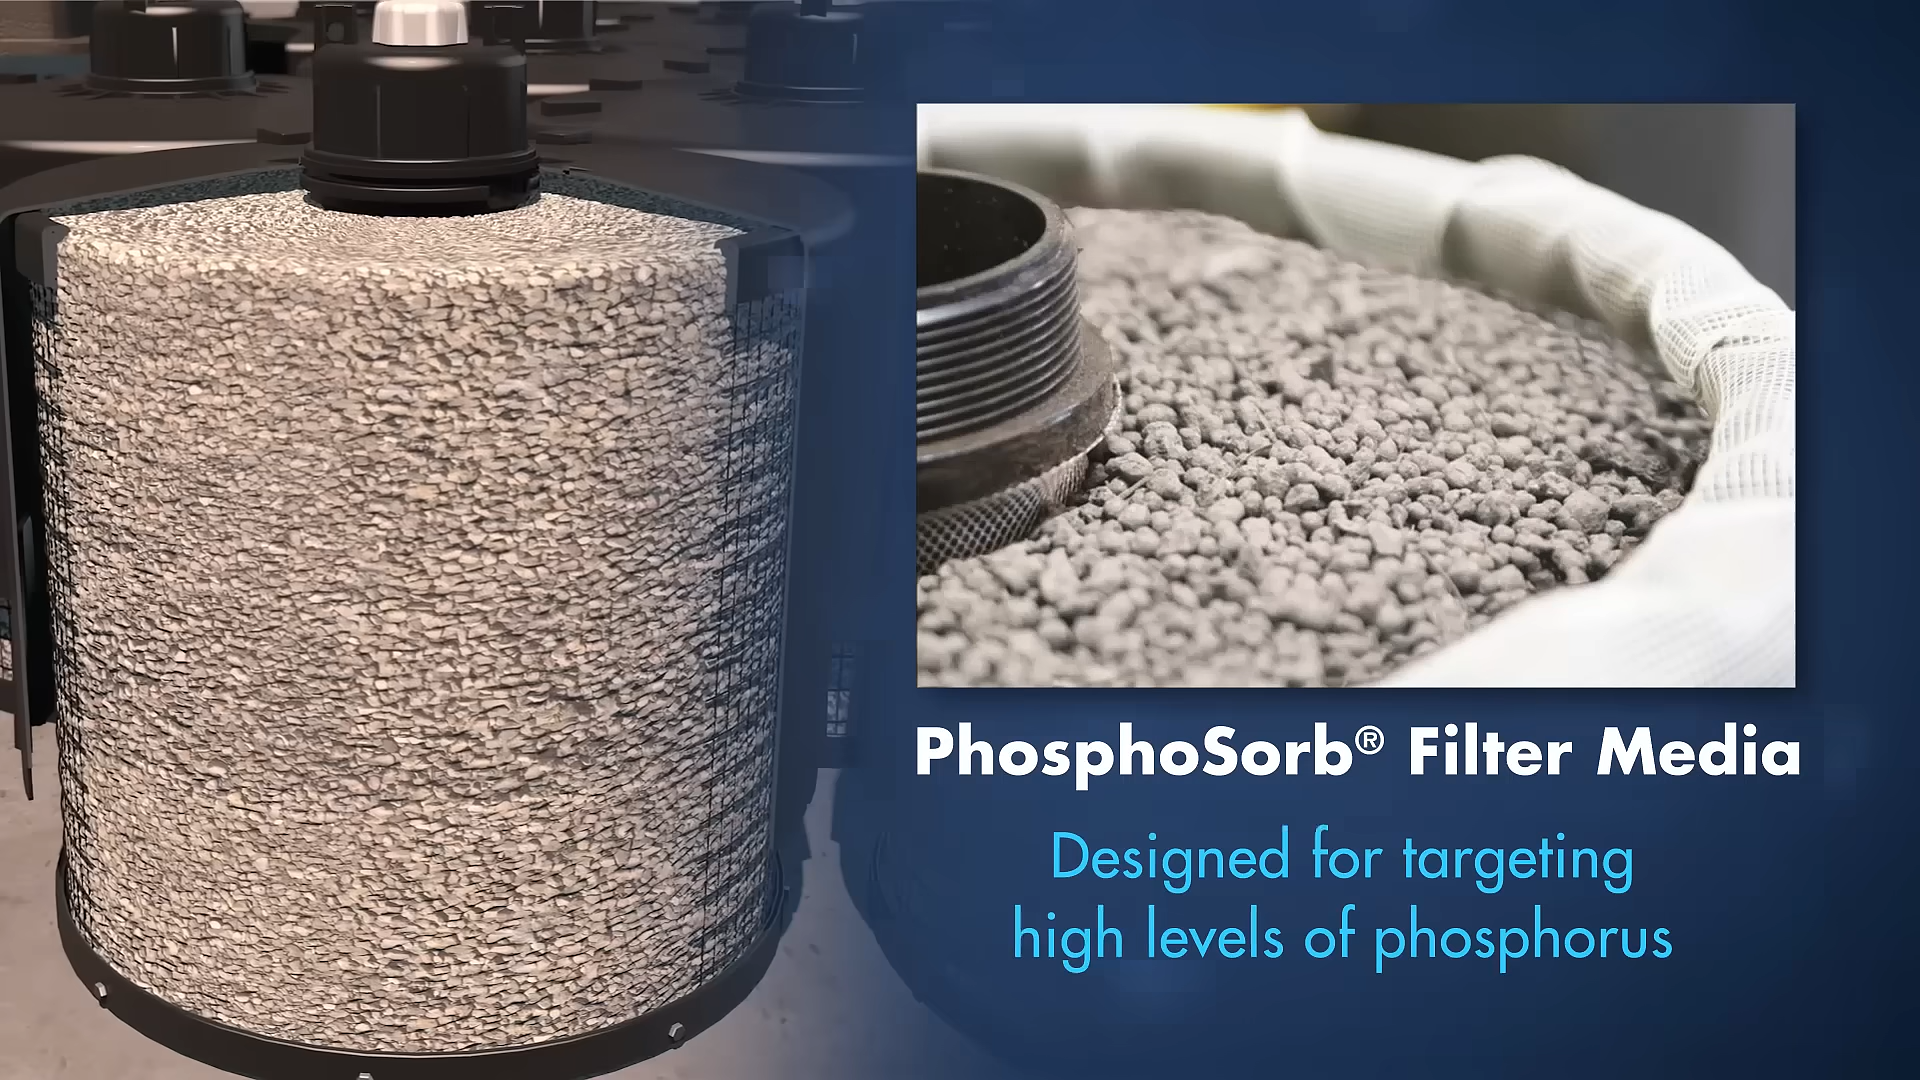 PhosphoSorb® Filter Media
Designed for targeting
high levels of phosphorus